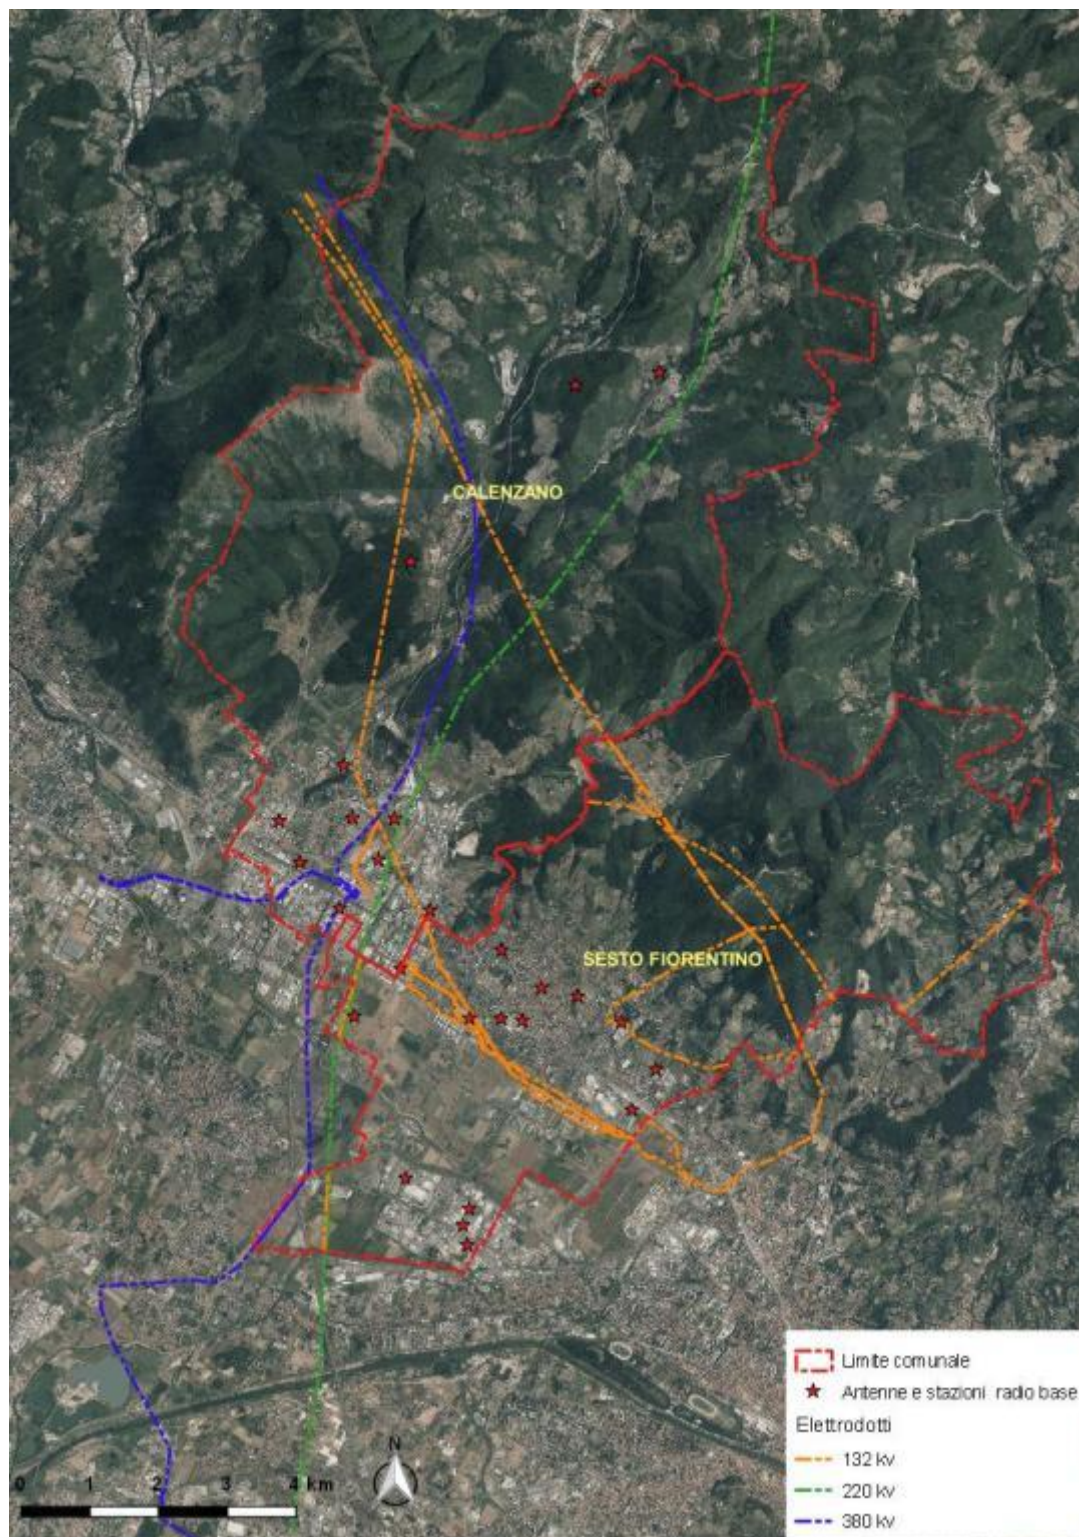 CALENZANO
SESTO FIORENTINO
Limite comunale
Antenne e stazioni radio base
Elettrodotti
132 kv
220 kv
380 kv
N
0 1 2 3 4 km